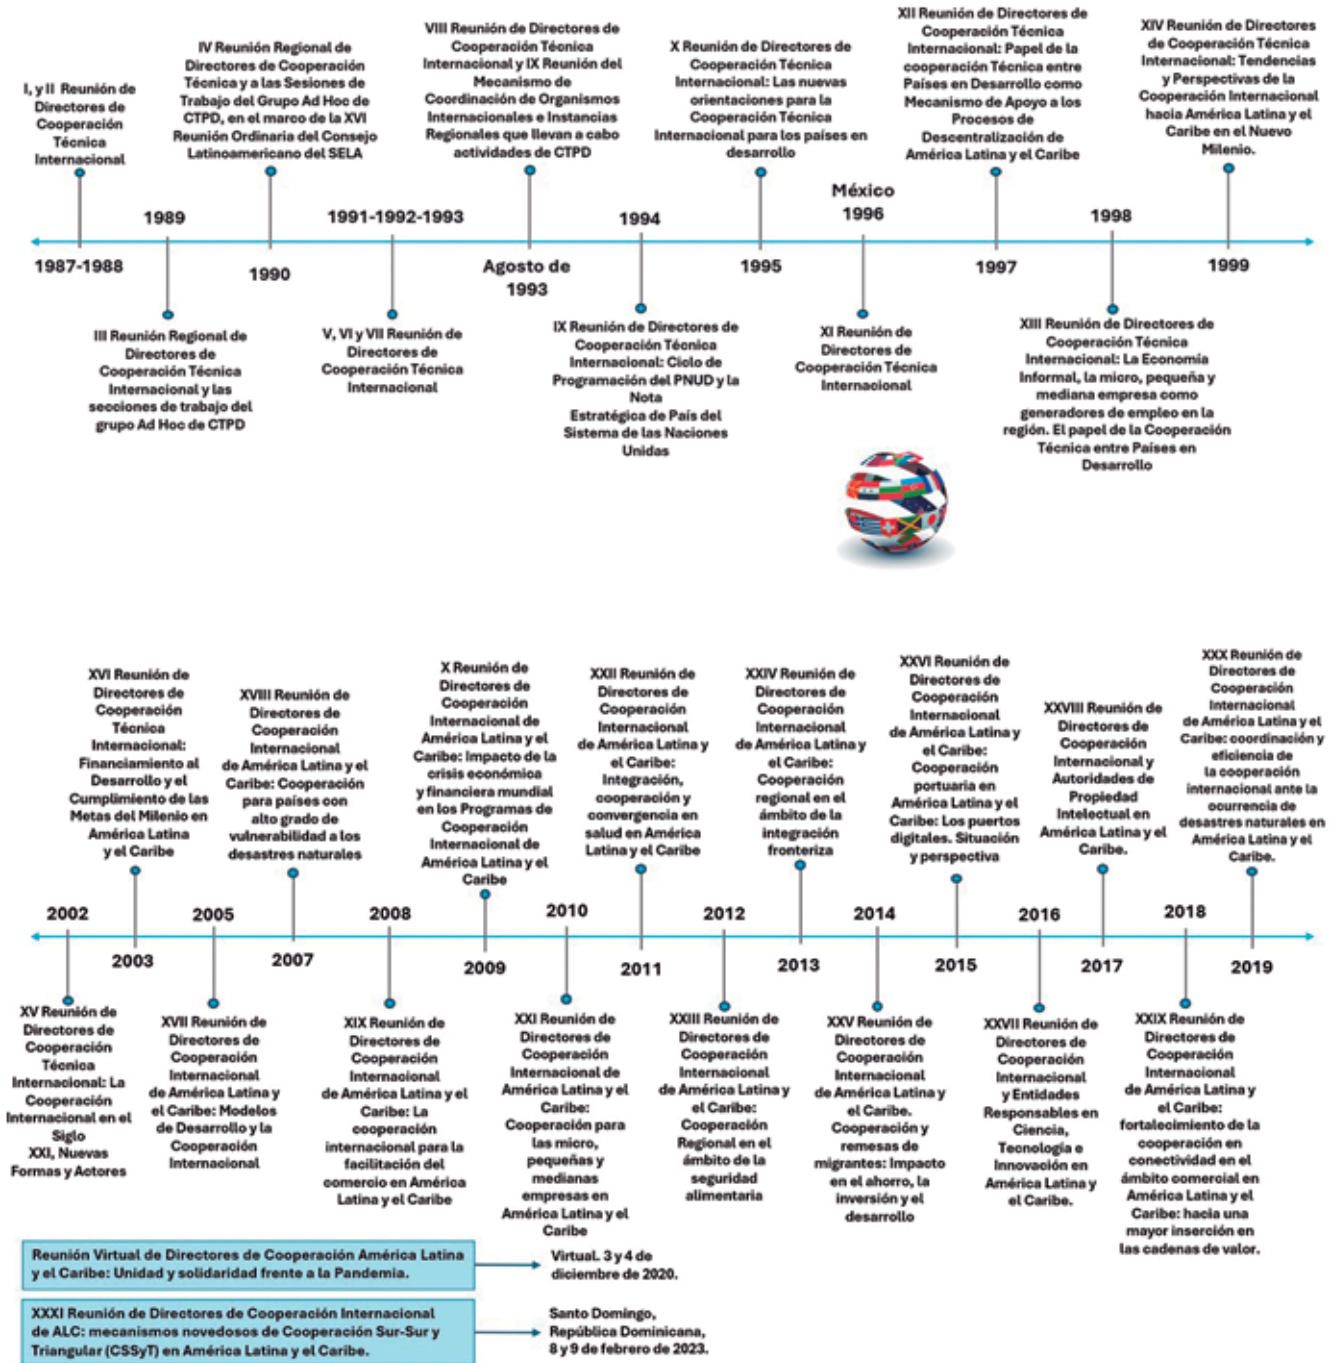 I, y II Reunión de
Directores de
Cooperación
Técnica
Internacional
1987-1988
1989
III Reunión Regional de
Directores de
Cooperación Técnica
Internacional y las
secciones de trabajo del
grupo Ad Hoc de CTPD
IV Reunión Regional de
Directores de Cooperación
Técnica y a las Sesiones de
Trabajo del Grupo Ad Hoc de
CTPD, en el marco de la XVI
Reunión Ordinaria del Consejo
Latinoamericano del SELA
1990
1991-1992-1993
V, VI y VII Reunión de
Directores de
Cooperación Técnica
Internacional
VIII Reunión de Directores de
Cooperación Técnica
Internacional y IX Reunión del
Mecanismo de
Coordinación de Organismos
Internacionales e Instancias
Regionales que llevan a cabo
actividades de CTPD
Agosto de
1993
1994
IX Reunión de Directores de
Cooperación Técnica
Internacional: Ciclo de
Programación del PNUD y la
Nota
Estratégica de País del
Sistema de las Naciones
Unidas
X Reunión de Directores de
Cooperación Técnica
Internacional: Las nuevas
orientaciones para la
Cooperación Técnica
Internacional para los países en
desarrollo
1995
México
1996
XI Reunión de
Directores de
Cooperación Técnica
Internacional
XII Reunión de Directores de
Cooperación Técnica
Internacional: Papel de la
cooperación Técnica entre
Países en Desarrollo como
Mecanismo de Apoyo a los
Procesos de
Descentralización de
América Latina y el Caribe
1997
1998
XIII Reunión de Directores de
Cooperación Técnica
Internacional: La Economía
Informal, la micro, pequeña y
mediana empresa como
generadores de empleo en la
región. El papel de la Cooperación
Técnica entre Países en
Desarrollo
XIV Reunión de Directores
de Cooperación Técnica
Internacional: Tendencias
y Perspectivas de la
Cooperación Internacional
hacia América Latina y el
Caribe en el Nuevo
Milenio.
1999
2002
XV Reunión de
Directores de
Cooperación
Técnica
Internacional: La
Cooperación
Internacional en el
Siglo
XXI, Nuevas
Formas y Actores
XVI Reunión de
Directores de
Cooperación
Técnica
Internacional:
Financiamiento al
Desarrollo y el
Cumplimiento de las
Metas del Milenio en
América Latina
y el Caribe
2003
2005
XVII Reunión de
Directores de
Cooperación
Internacional
de América Latina y
el Caribe: Modelos
de Desarrollo y la
Cooperación
Internacional
XVIII Reunión de
Directores de
Cooperación
Internacional
de América Latina y el
Caribe: Cooperación
para países con
alto grado de
vulnerabilidad a los
desastres naturales
2007
2008
XIX Reunión de
Directores de
Cooperación
Internacional
de América Latina y el
Caribe: La
cooperación
internacional para la
facilitación del
comercio en América
Latina y el Caribe
X Reunión de
Directores de
Cooperación
Internacional de
América Latina y el
Caribe: Impacto de la
crisis económica
y financiera mundial
en los Programas de
Cooperación
Internacional de
América Latina y el
Caribe
2009
2010
XXI Reunión de
Directores de
Cooperación
Internacional de
América Latina y el
Caribe:
Cooperación para
las micro,
pequeñas y
medianas
empresas en
América Latina y el
Caribe
XXII Reunión de
Directores de
Cooperación
Internacional
de América Latina y
el Caribe:
Integración,
cooperación y
convergencia en
salud en América
Latina y el Caribe
2011
2012
XXIII Reunión de
Directores de
Cooperación
Internacional
de América Latina y
el Caribe:
Cooperación
Regional en el
ámbito de la
seguridad
alimentaria
XXIV Reunión de
Directores de
Cooperación
Internacional
de América Latina y
el Caribe:
Cooperación
regional en el
ámbito de la
integración
fronteriza
2013
2014
XXV Reunión de
Directores de
Cooperación
Internacional
de América Latina y
el Caribe.
Cooperación y
remesas de
migrantes: Impacto
en el ahorro, la
inversión y el
desarrollo
XXVI Reunión de
Directores de
Cooperación
Internacional
de América Latina y
el Caribe:
Cooperación
portuaria en
América Latina y el
Caribe: Los puertos
digitales. Situación
y perspectiva
2015
2016
XXVII Reunión de
Directores de
Cooperación
Internacional
y Entidades
Responsables en
Ciencia,
Tecnología e
Innovación en
América Latina y
el Caribe.
XXVIII Reunión de
Directores de
Cooperación
Internacional y
Autoridades de
Propiedad
Intelectual en
América Latina y el
Caribe.
2017
2018
XXIX Reunión de
Directores de
Cooperación
Internacional
de América Latina y
el Caribe:
fortalecimiento de la
cooperación en
conectividad en el
ámbito comercial en
América Latina y el
Caribe: hacia una
mayor inserción en
las cadenas de valor.
XXX Reunión de
Directores de
Cooperación
Internacional
de América Latina y el
Caribe: coordinación y
eficiencia de
la cooperación
internacional ante la
ocurrencia de
desastres naturales en
América Latina y el
Caribe.
2019
Reunión Virtual de Directores de Cooperación América Latina
y el Caribe: Unidad y solidaridad frente a la Pandemia.
Virtual. 3 y 4 de
diciembre de 2020.
XXXI Reunión de Directores de Cooperación Internacional
de ALC: mecanismos novedosos de Cooperación Sur-Sur y
Triangular (CSSyT) en América Latina y el Caribe.
Santo Domingo,
República Dominicana,
8 y 9 de febrero de 2023.